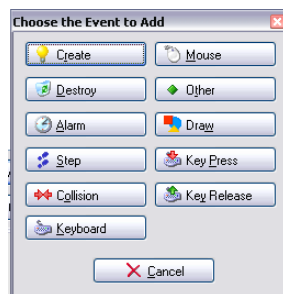 Choose the Event to Add
Create
Mouse
Destroy
Other
Alarm
Draw
Step
Key Press
Collision
Key Release
Keyboard
Cancel